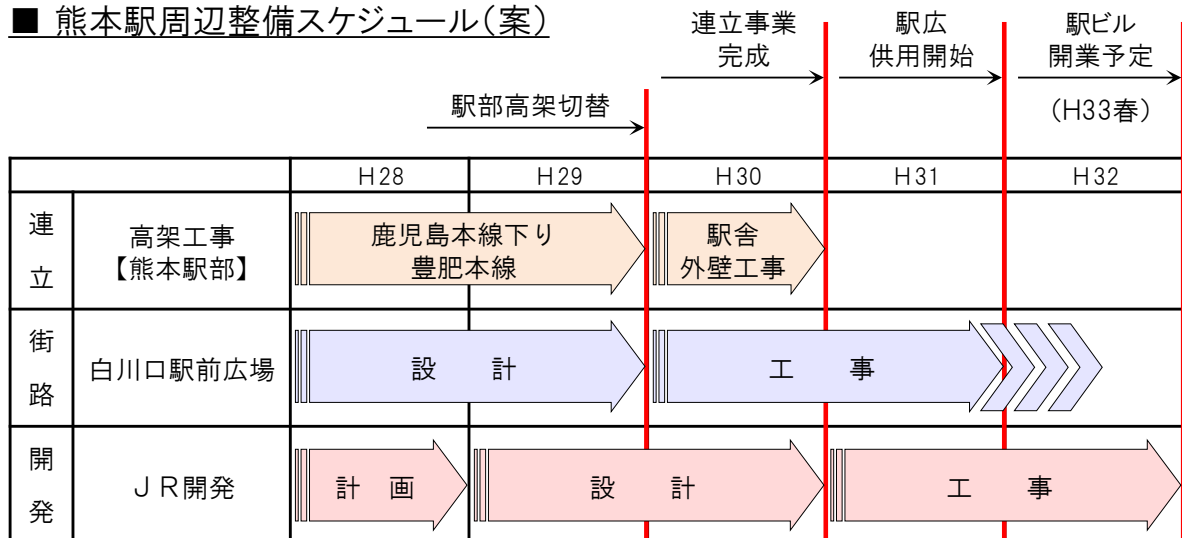 ■ 熊本駅周辺整備スケジュール(案)
連立事業
完成
駅広
供用開始
駅ビル
開業予定
(H33春)
駅部高架切替
H28 H29 H30 H31 H32
連立
高架工事
【熊本駅部】
鹿児島本線下り
豊肥本線
駅舎
外壁工事
街路
白川口駅前広場
設 計
工 事
開発
JR開発
計 画
設 計
工 事